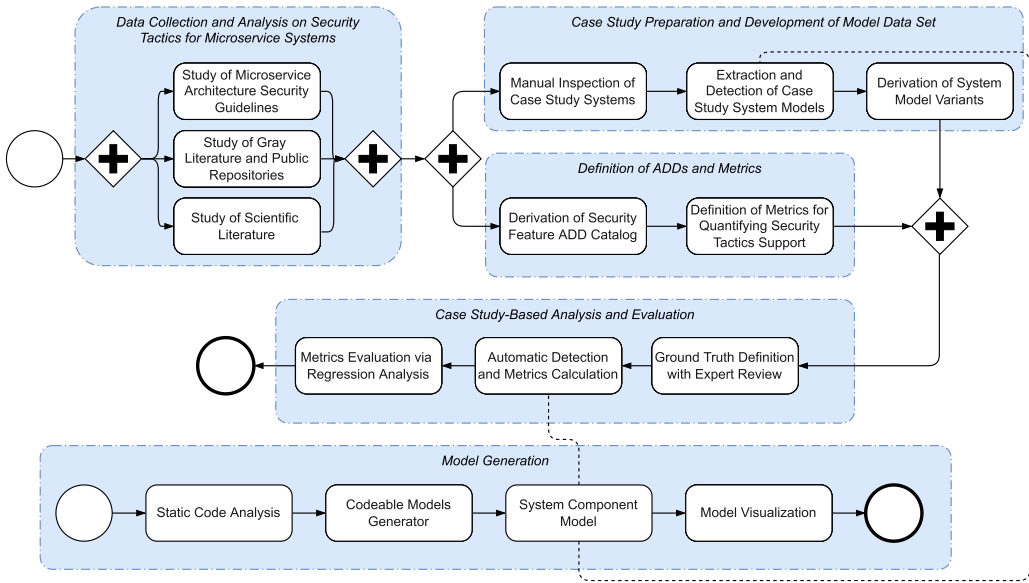 Data Collection and Analysis on Security
Tactics for Microservice Systems
Study of Microservice
Architecture Security
Guidelines
Study of Gray
Literature and Public
Repositories
Study of Scientific
Literature
Case Study Preparation and Development of Model Data Set
Manual Inspection of
Case Study Systems
Extraction and
Detection of Case
Study System Models
Derivation of System
Model Variants
Definition of ADDs and Metrics
Derivation of Security
Feature ADD Catalog
Definition of Metrics for
Quantifying Security
Tactics Support
Case Study-Based Analysis and Evaluation
Metrics Evaluation via
Regression Analysis
Automatic Detection
and Metrics Calculation
Ground Truth Definition
with Expert Review
Model Generation
Static Code Analysis
Codeable Models
Generator
System Component
Model
Model Visualization